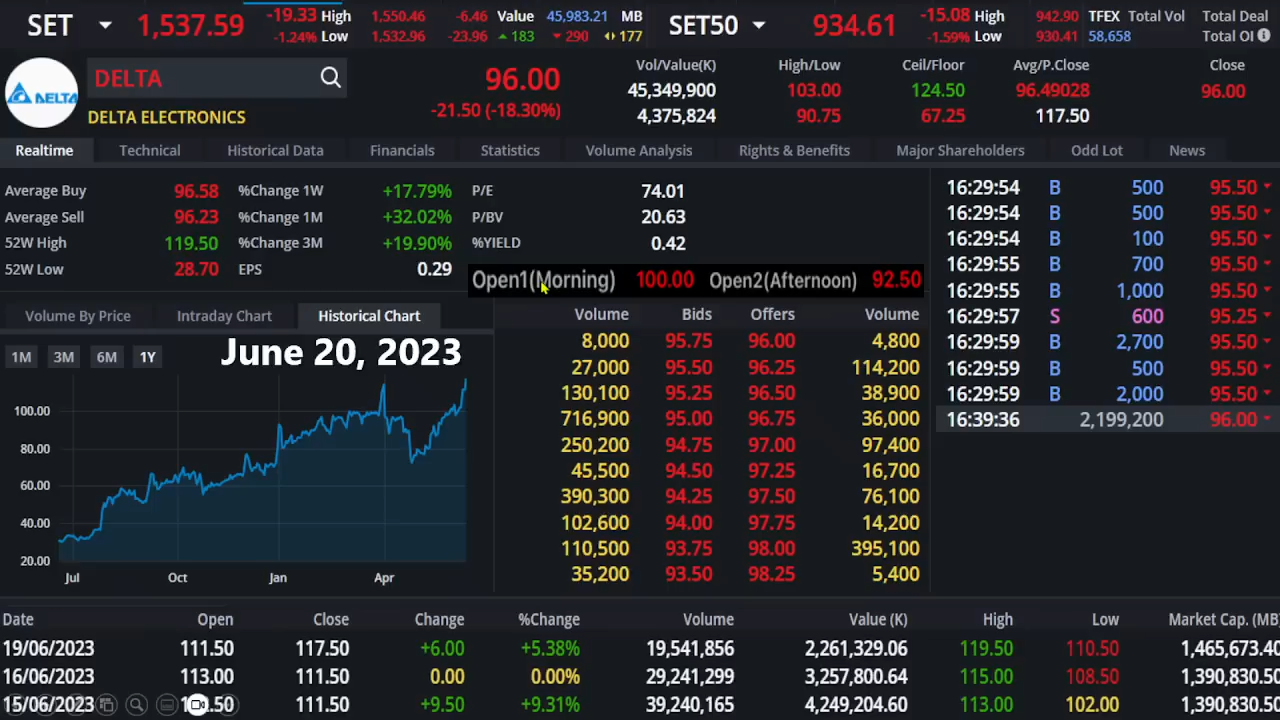 SET 1,537.59 -19.33 High 1,550.46 -6.46 Value 45,983.21 MB SET50 934.61 -15.08 High 942.90 TFEX Total Vol Total Deal
-1.24% Low 1,532.96 -23.96 183 290 177 -1.59% Low 930.41 58,658 Total OI
DELTA 96.00 Vol/Value(K) High/Low Ceil/Floor Avg/P.Close Close
45,349,900 103.00 124.50 96.49028 96.00
DELTA DELTA ELECTRONICS -21.50 (-18.30%) 4,375,824 90.75 67.25 117.50
Realtime Technical Historical Data Financials Statistics Volume Analysis Rights & Benefits Major Shareholders Odd Lot News
Average Buy 96.58 %Change 1W +17.79% P/E 74.01
Average Sell 96.23 %Change 1M +32.02% P/BV 20.63
52W High 119.50 %Change 3M +19.90% %YIELD 0.42
52W Low 28.70 EPS 0.29
Open1(Morning) 100.00 Open2(Afternoon) 92.50
16:29:54 B 500 95.50
16:29:54 B 500 95.50
16:29:54 B 100 95.50
16:29:55 B 700 95.50
16:29:55 B 1,000 95.50
16:29:57 S 600 95.25
16:29:59 B 2,700 95.50
16:29:59 B 500 95.50
16:29:59 B 2,000 95.50
16:39:36 2,199,200 96.00
Volume By Price Intraday Chart Historical Chart
1M 3M 6M 1Y June 20, 2023
100.00
80.00
60.00
40.00
20.00
Jul Oct Jan Apr
Volume Bids Offers Volume
8,000 95.75 96.00 4,800
27,000 95.50 96.25 114,200
130,100 95.25 96.50 38,900
716,900 95.00 96.75 36,000
250,200 94.75 97.00 97,400
45,500 94.50 97.25 16,700
390,300 94.25 97.50 76,100
102,600 94.00 97.75 14,200
110,500 93.75 98.00 395,100
35,200 93.50 98.25 5,400
Date Open Close Change %Change Volume Value (K) High Low Market Cap. (MB)
19/06/2023 111.50 117.50 +6.00 +5.38% 19,541,856 2,261,329.06 119.50 110.50 1,465,673.40
16/06/2023 113.00 111.50 0.00 0.00% 29,241,299 3,257,800.64 115.00 108.50 1,390,830.50
15/06/2023 111.50 +9.50 +9.31% 39,240,165 4,249,204.60 113.00 102.00 1,390,830.50